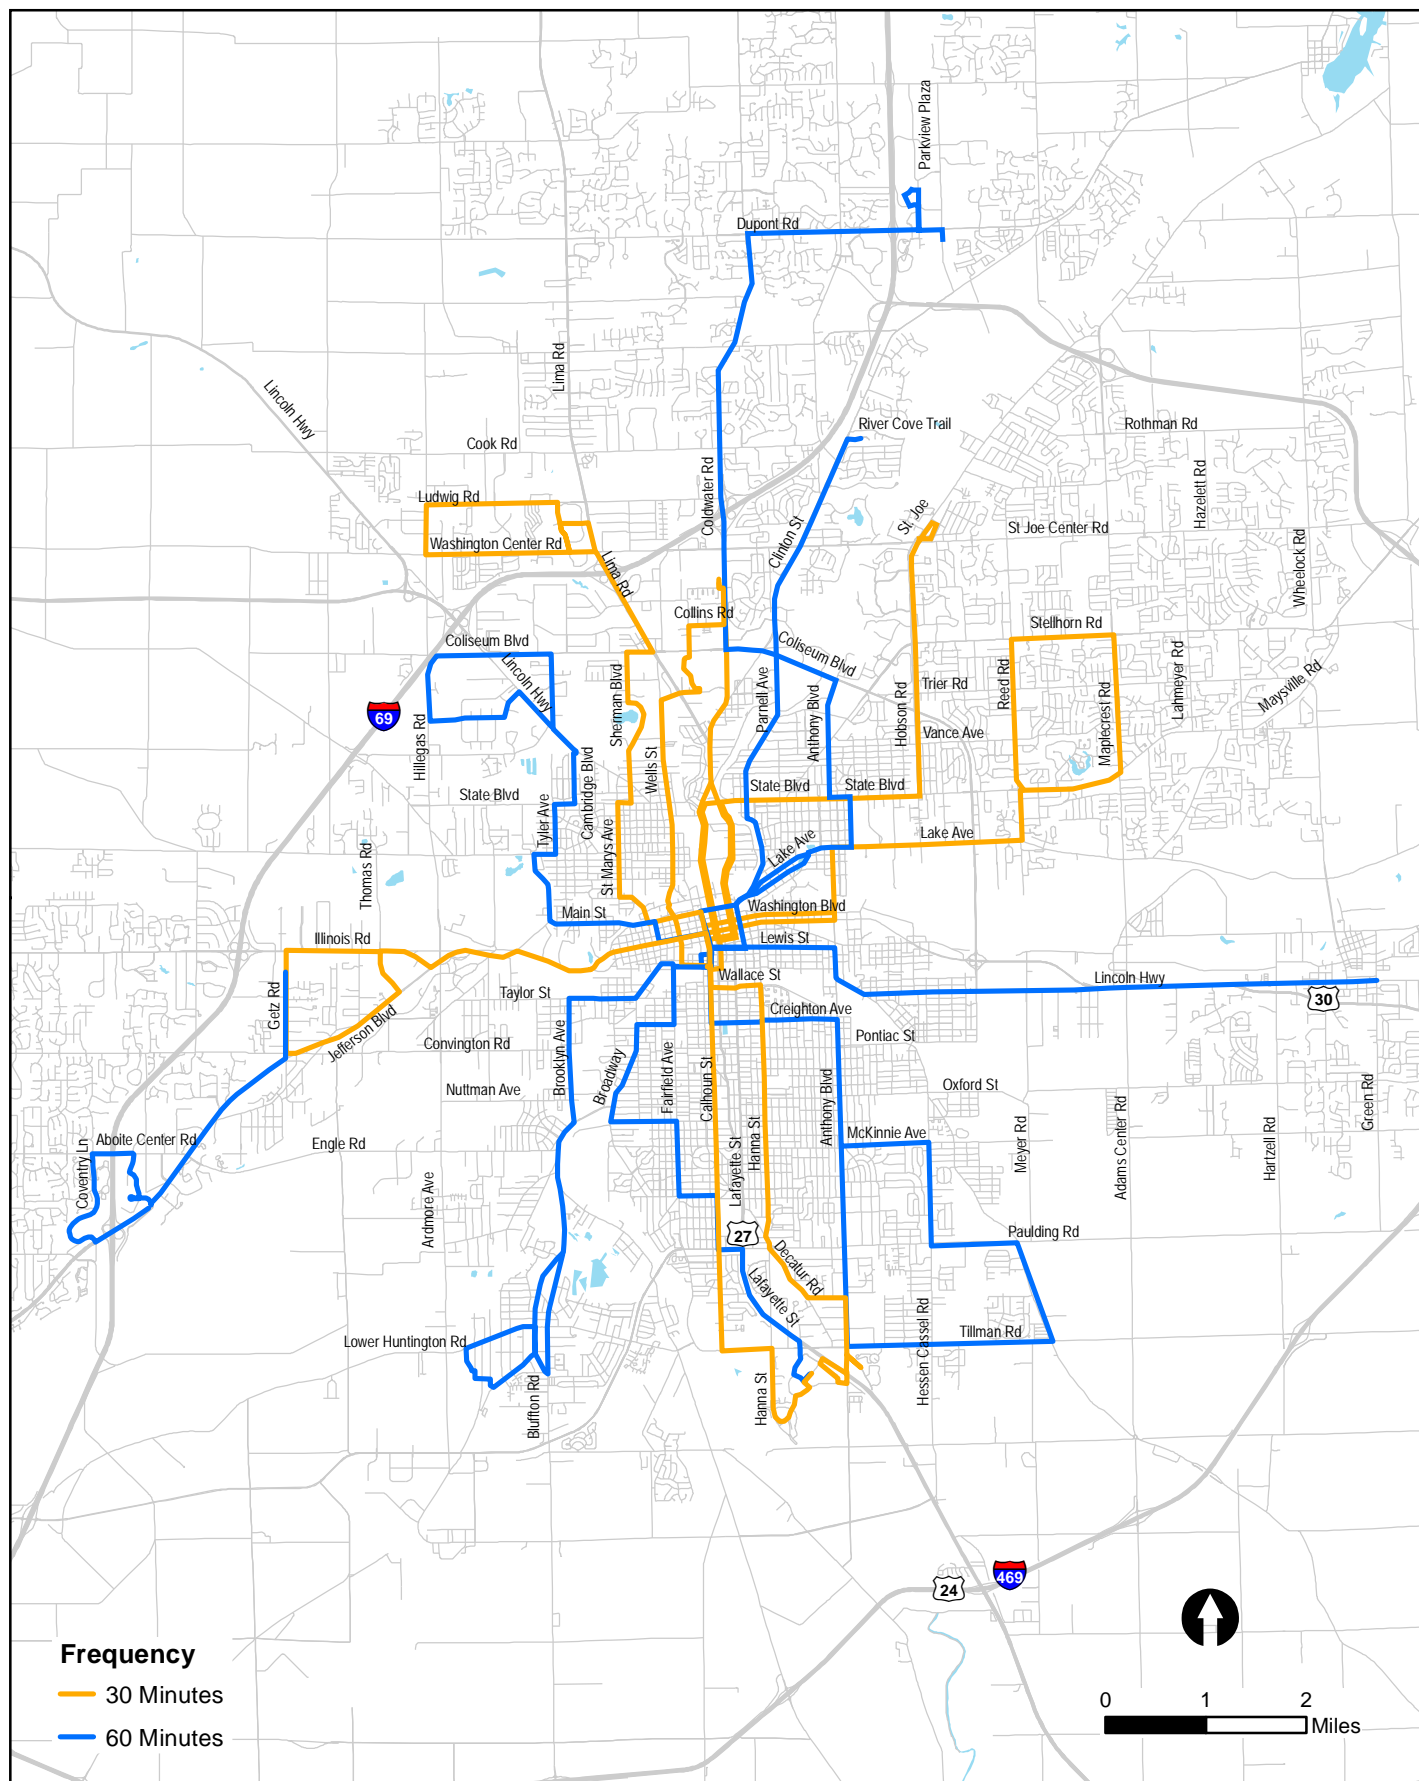 Parkview Plaza
Dupont Rd
Lima Rd
Lincoln Hwy
River Cove Trail
Rothman Rd
Cook Rd
Coldwater Rd
Hazelett Rd
Ludwig Rd
St. Joe
St Joe Center Rd
Clinton St
Washington Center Rd
Wheelock Rd
Lima Rd
Collins Rd
Stellhorn Rd
Coliseum Blvd
Coliseum Blvd
Lincoln Hwy
Sherman Blvd
Parnell Ave
Anthony Blvd
Hobson Rd
Trier Rd
Reed Rd
Lahmeyer Rd
Maysville Rd
69
Hillegas Rd
Wells St
Vance Ave
Maplecrest Rd
Cambridge Blvd
State Blvd
State Blvd
State Blvd
Tyler Ave
Lake Ave
Lake Ave
Thomas Rd
St Marys Ave
Main St
Washington Blvd
Illinois Rd
Lewis St
Wallace St
Lincoln Hwy
30
Getz Rd
Taylor St
Creighton Ave
Jefferson Blvd
Convington Rd
Pontiac St
Brooklyn Ave
Broadway
Fairfield Ave
Calhoun St
Nuttman Ave
Oxford St
Green Rd
Aboite Center Rd
Engle Rd
Hanna St
Anthony Blvd
McKinnie Ave
Meyer Rd
Adams Center Rd
Hartzell Rd
Coventry Ln
Ardmore Ave
Lafayette St
27
Paulding Rd
Decatur Rd
Lafayette St
Lower Huntington Rd
Tillman Rd
Hessen Cassel Rd
Bluffton Rd
Hanna St
469
24
Frequency
30 Minutes
60 Minutes
0 1 2
Miles